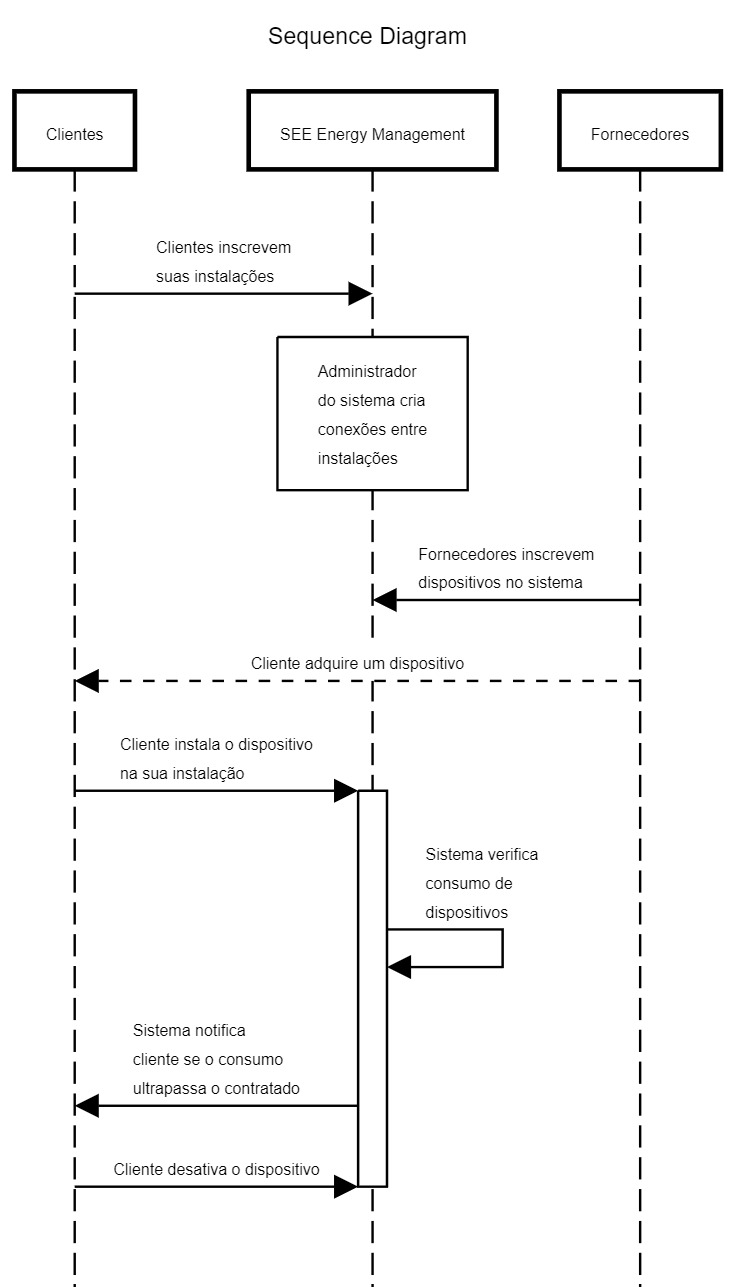 Sequence Diagram
Clientes
SEE Energy Management
Fornecedores
Clientes inscrevem
suas instalações
Administrador
do sistema cria
conexões entre
instalações
Fornecedores inscrevem
dispositivos no sistema
Cliente adquire um dispositivo
Cliente instala o dispositivo
na sua instalação
Sistema verifica
consumo de
dispositivos
Sistema notifica
cliente se o consumo
ultrapassa o contratado
Cliente desativa o dispositivo